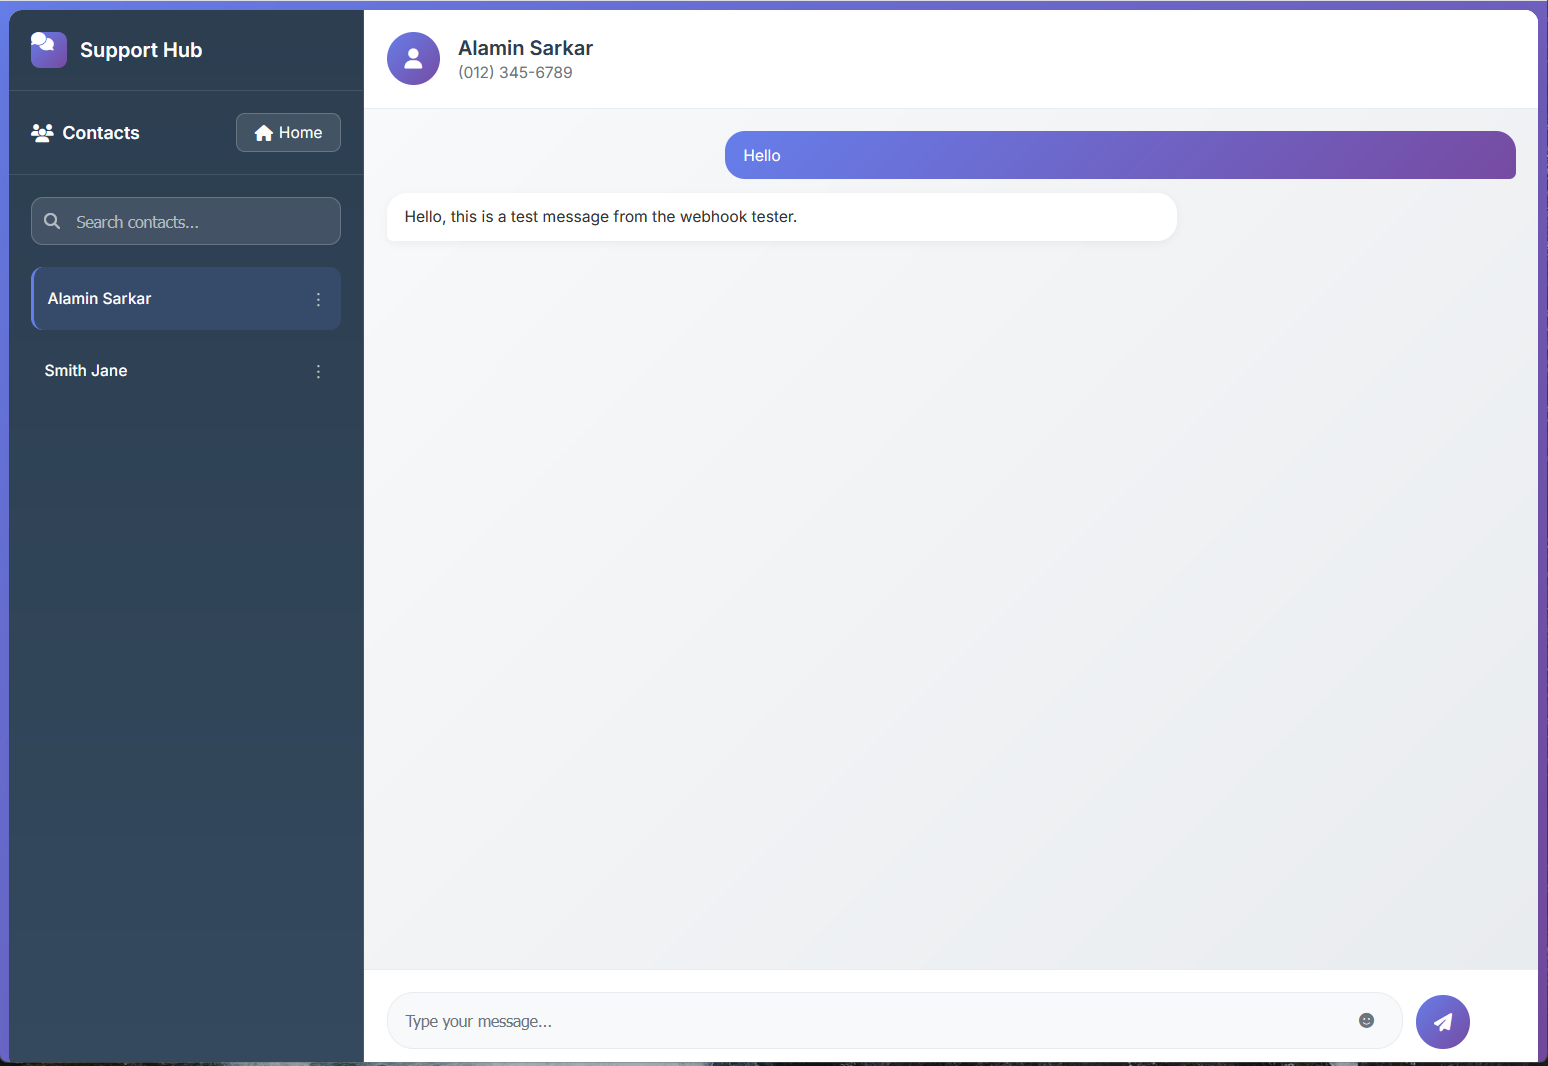 Support Hub
Contacts
Home
Search contacts...
Alamin Sarkar
Smith Jane
Alamin Sarkar
(012) 345-6789
Hello
Hello, this is a test message from the webhook tester.
Type your message...